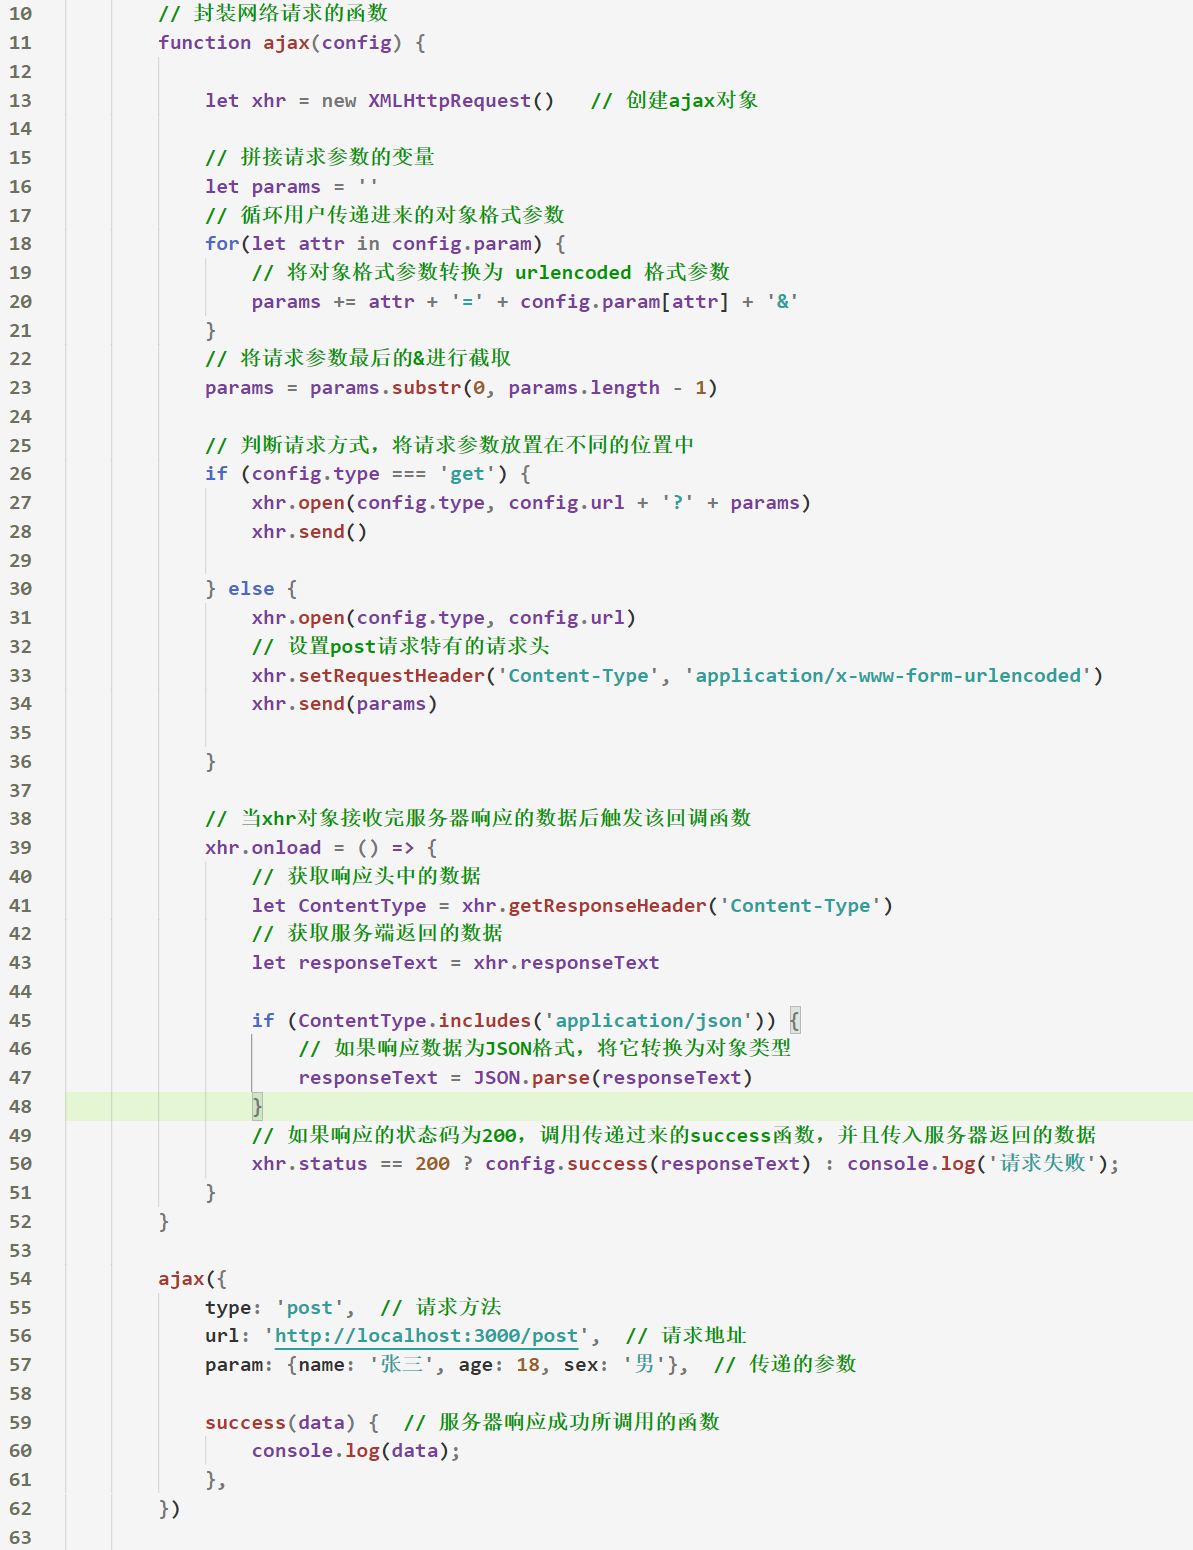 10 // 封装网络请求的函数
11 function ajax(config) {
12
13 let xhr = new XMLHttpRequest() // 创建ajax对象
14
15 // 拼接请求参数的变量
16 let params = ''
17 // 循环用户传递进来的对象格式参数
18 for(let attr in config.param) {
19 // 将对象格式参数转换为 urlencoded 格式参数
20 params += attr + '=' + config.param[attr] + '&'
21 }
22 // 将请求参数最后的&进行截取
23 params = params.substr(0, params.length - 1)
24
25 // 判断请求方式，将请求参数放置在不同的位置中
26 if (config.type === 'get') {
27 xhr.open(config.type, config.url + '?' + params)
28 xhr.send()
29
30 } else {
31 xhr.open(config.type, config.url)
32 // 设置post请求特有的请求头
33 xhr.setRequestHeader('Content-Type', 'application/x-www-form-urlencoded')
34 xhr.send(params)
35
36 }
37
38 // 当xhr对象接收完服务器响应的数据后触发该回调函数
39 xhr.onload = () => {
40 // 获取响应头中的数据
41 let ContentType = xhr.getResponseHeader('Content-Type')
42 // 获取服务端返回的数据
43 let responseText = xhr.responseText
44
45 if (ContentType.includes('application/json')) {
46 // 如果响应数据为JSON格式，将它转换为对象类型
47 responseText = JSON.parse(responseText)
48 }
49 // 如果响应的状态码为200，调用传递过来的success函数，并且传入服务器返回的数据
50 xhr.status == 200 ? config.success(responseText) : console.log('请求失败');
51 }
52 }
53
54 ajax({
55 type: 'post', // 请求方法
56 url: 'http://localhost:3000/post', // 请求地址
57 param: {name: '张三', age: 18, sex: '男'}, // 传递的参数
58
59 success(data) { // 服务器响应成功所调用的函数
60 console.log(data);
61 },
62 })
63